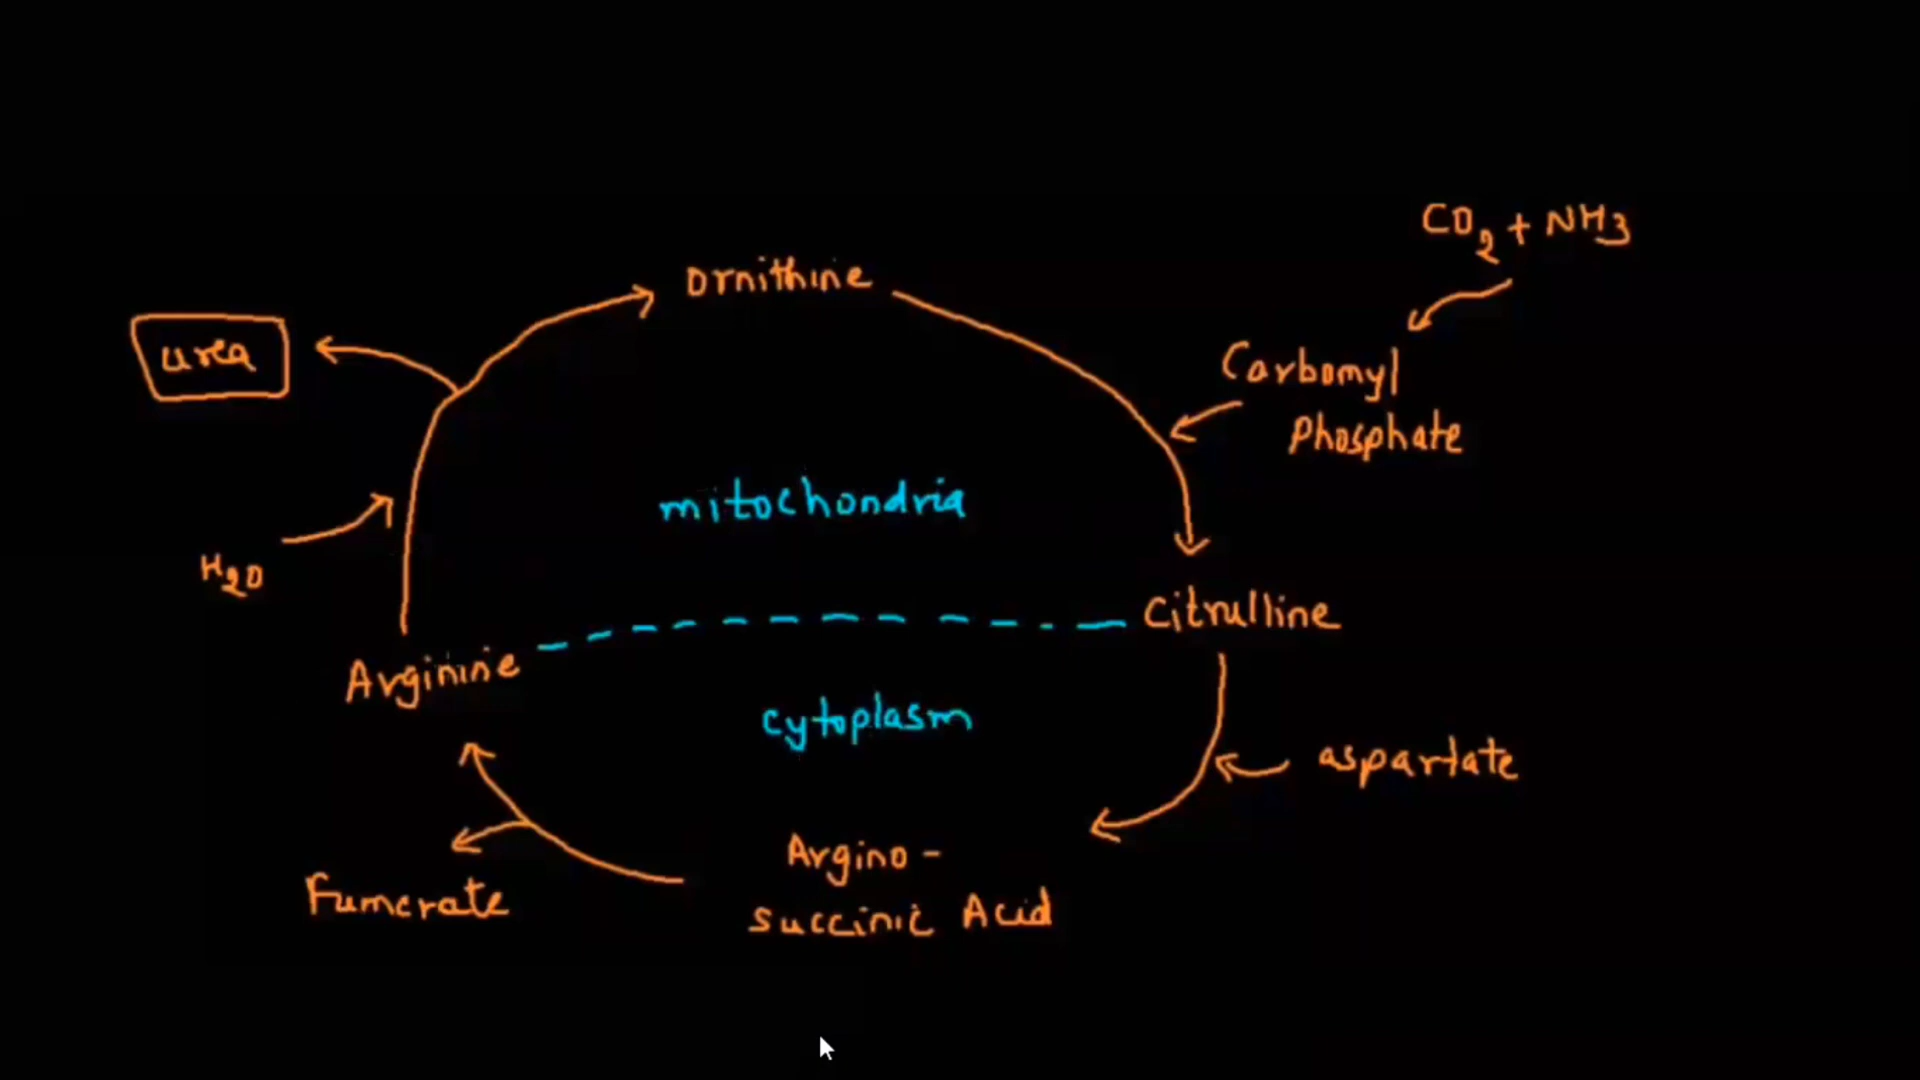 CO2 + NH3
Ornithine
urea
Carbomyl
Phosphate
mitochondria
H2O
Citrulline
Arginine
cytoplasm
aspartate
Argino-
Succinic Acid
Fumerate